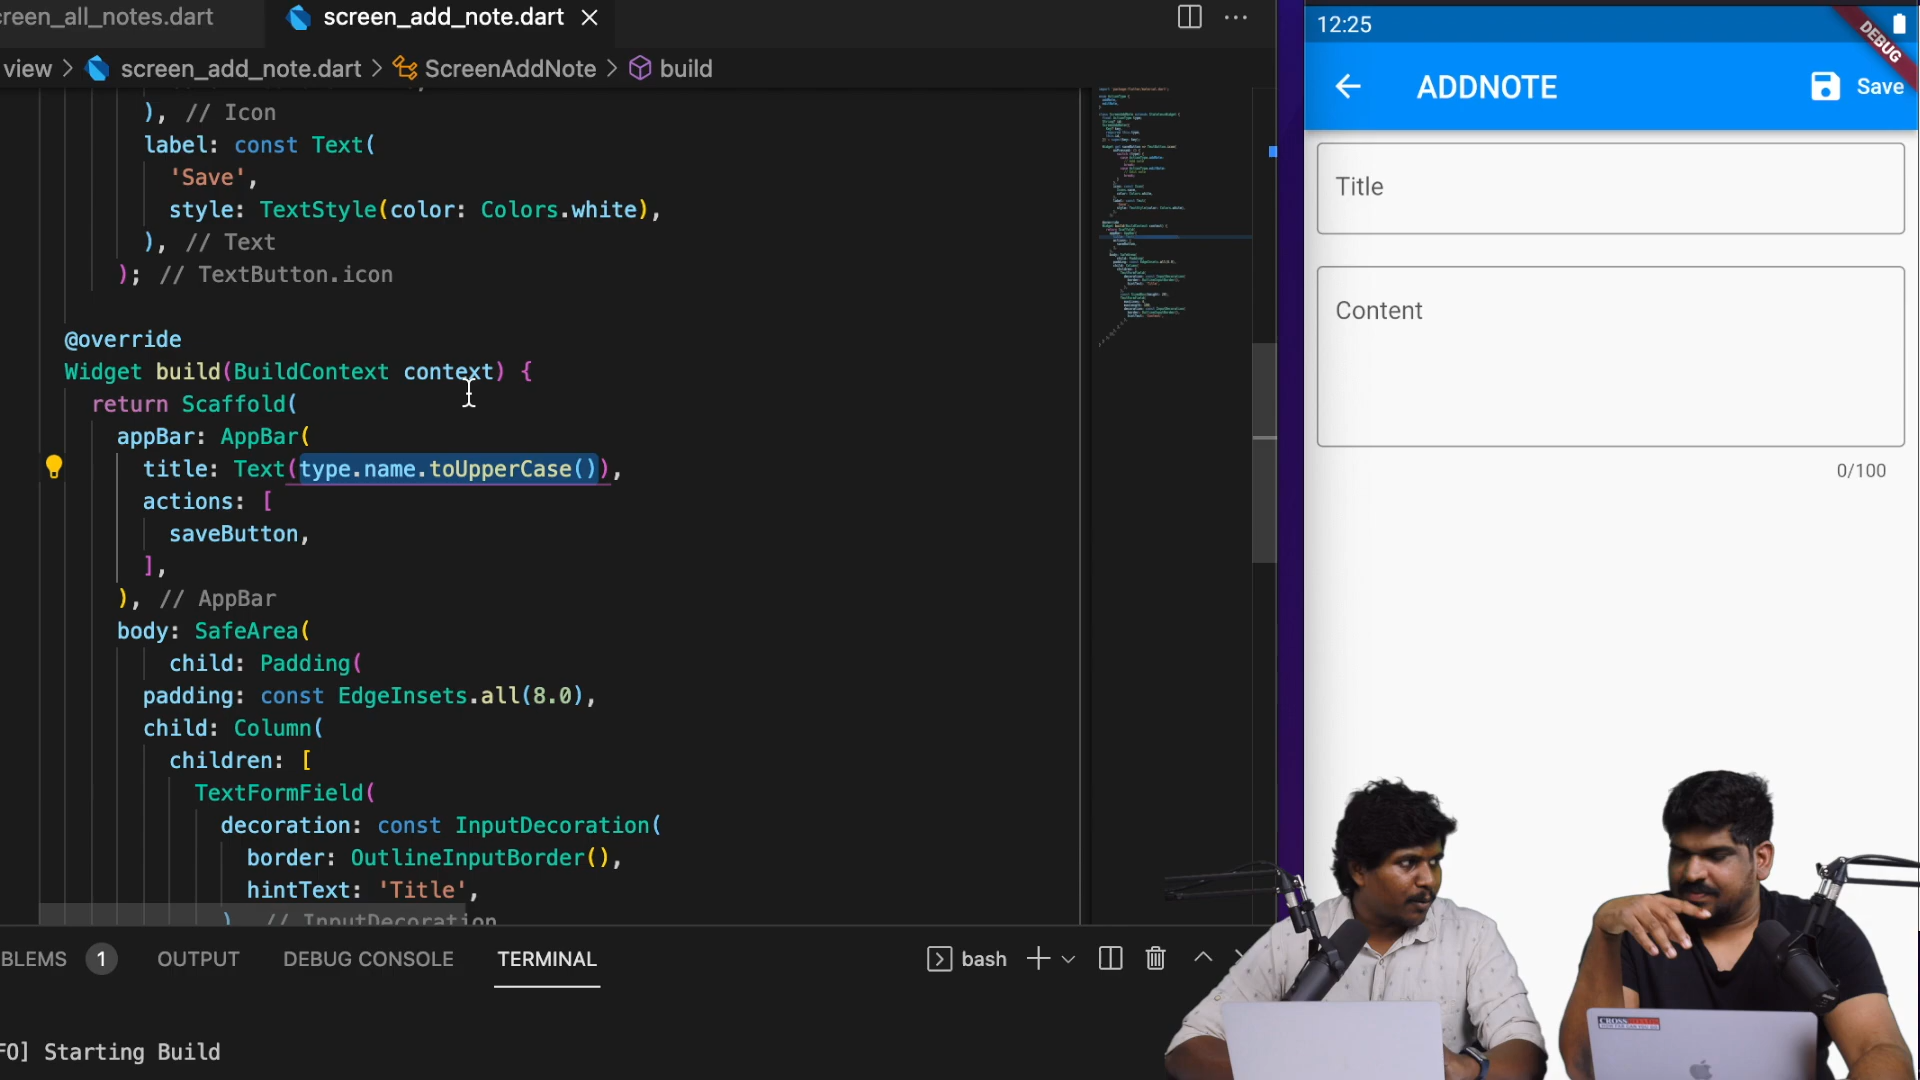 reen_all_notes.dart
screen_add_note.dart
view > screen_add_note.dart > ScreenAddNote > build
), // Icon
label: const Text(
'Save',
style: TextStyle(color: Colors.white),
), // Text
); // TextButton.icon
@override
Widget build(BuildContext context) {
return Scaffold(
appBar: AppBar(
title: Text(type.name.toUpperCase()),
actions: [
saveButton,
],
), // AppBar
body: SafeArea(
child: Padding(
padding: const EdgeInsets.all(8.0),
child: Column(
children: [
TextFormField(
decoration: const InputDecoration(
border: OutlineInputBorder(),
hintText: 'Title',
) // InputDecoration
BLEMS 1 OUTPUT DEBUG CONSOLE TERMINAL
bash
FO] Starting Build
12:25
DEBUG
ADDNOTE
Save
Title
Content
0/100